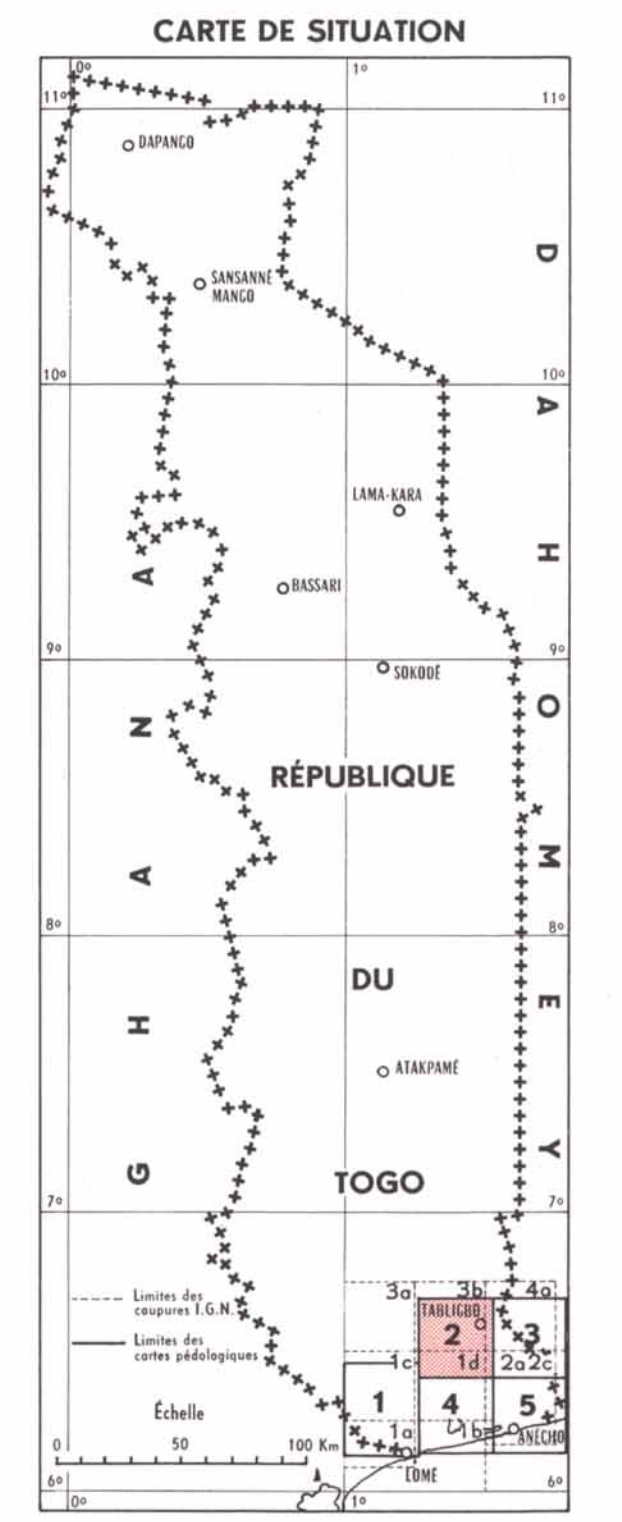 CARTE DE SITUATION
0° 1°
11° 11°
DAPANGO
SANSANNÉ
MANGO
10° 10°
LAMA-KARA
BASSARI
9° 9°
SOKODÉ
RÉPUBLIQUE
8° 8°
DU
ATAKPAMÉ
TOGO
7° 7°
GHANA
DAHOMEY
3a 3b 4a
TABLIGBO
2 3
1c 1d 2a 2c
1 4 5
1a 1b
ANÉCHO
LOMÉ
Limites des
coupures I.G.N.
Limites des
cartes pédologiques
Échelle
0 50 100 Km
6° 6°
0° 1°